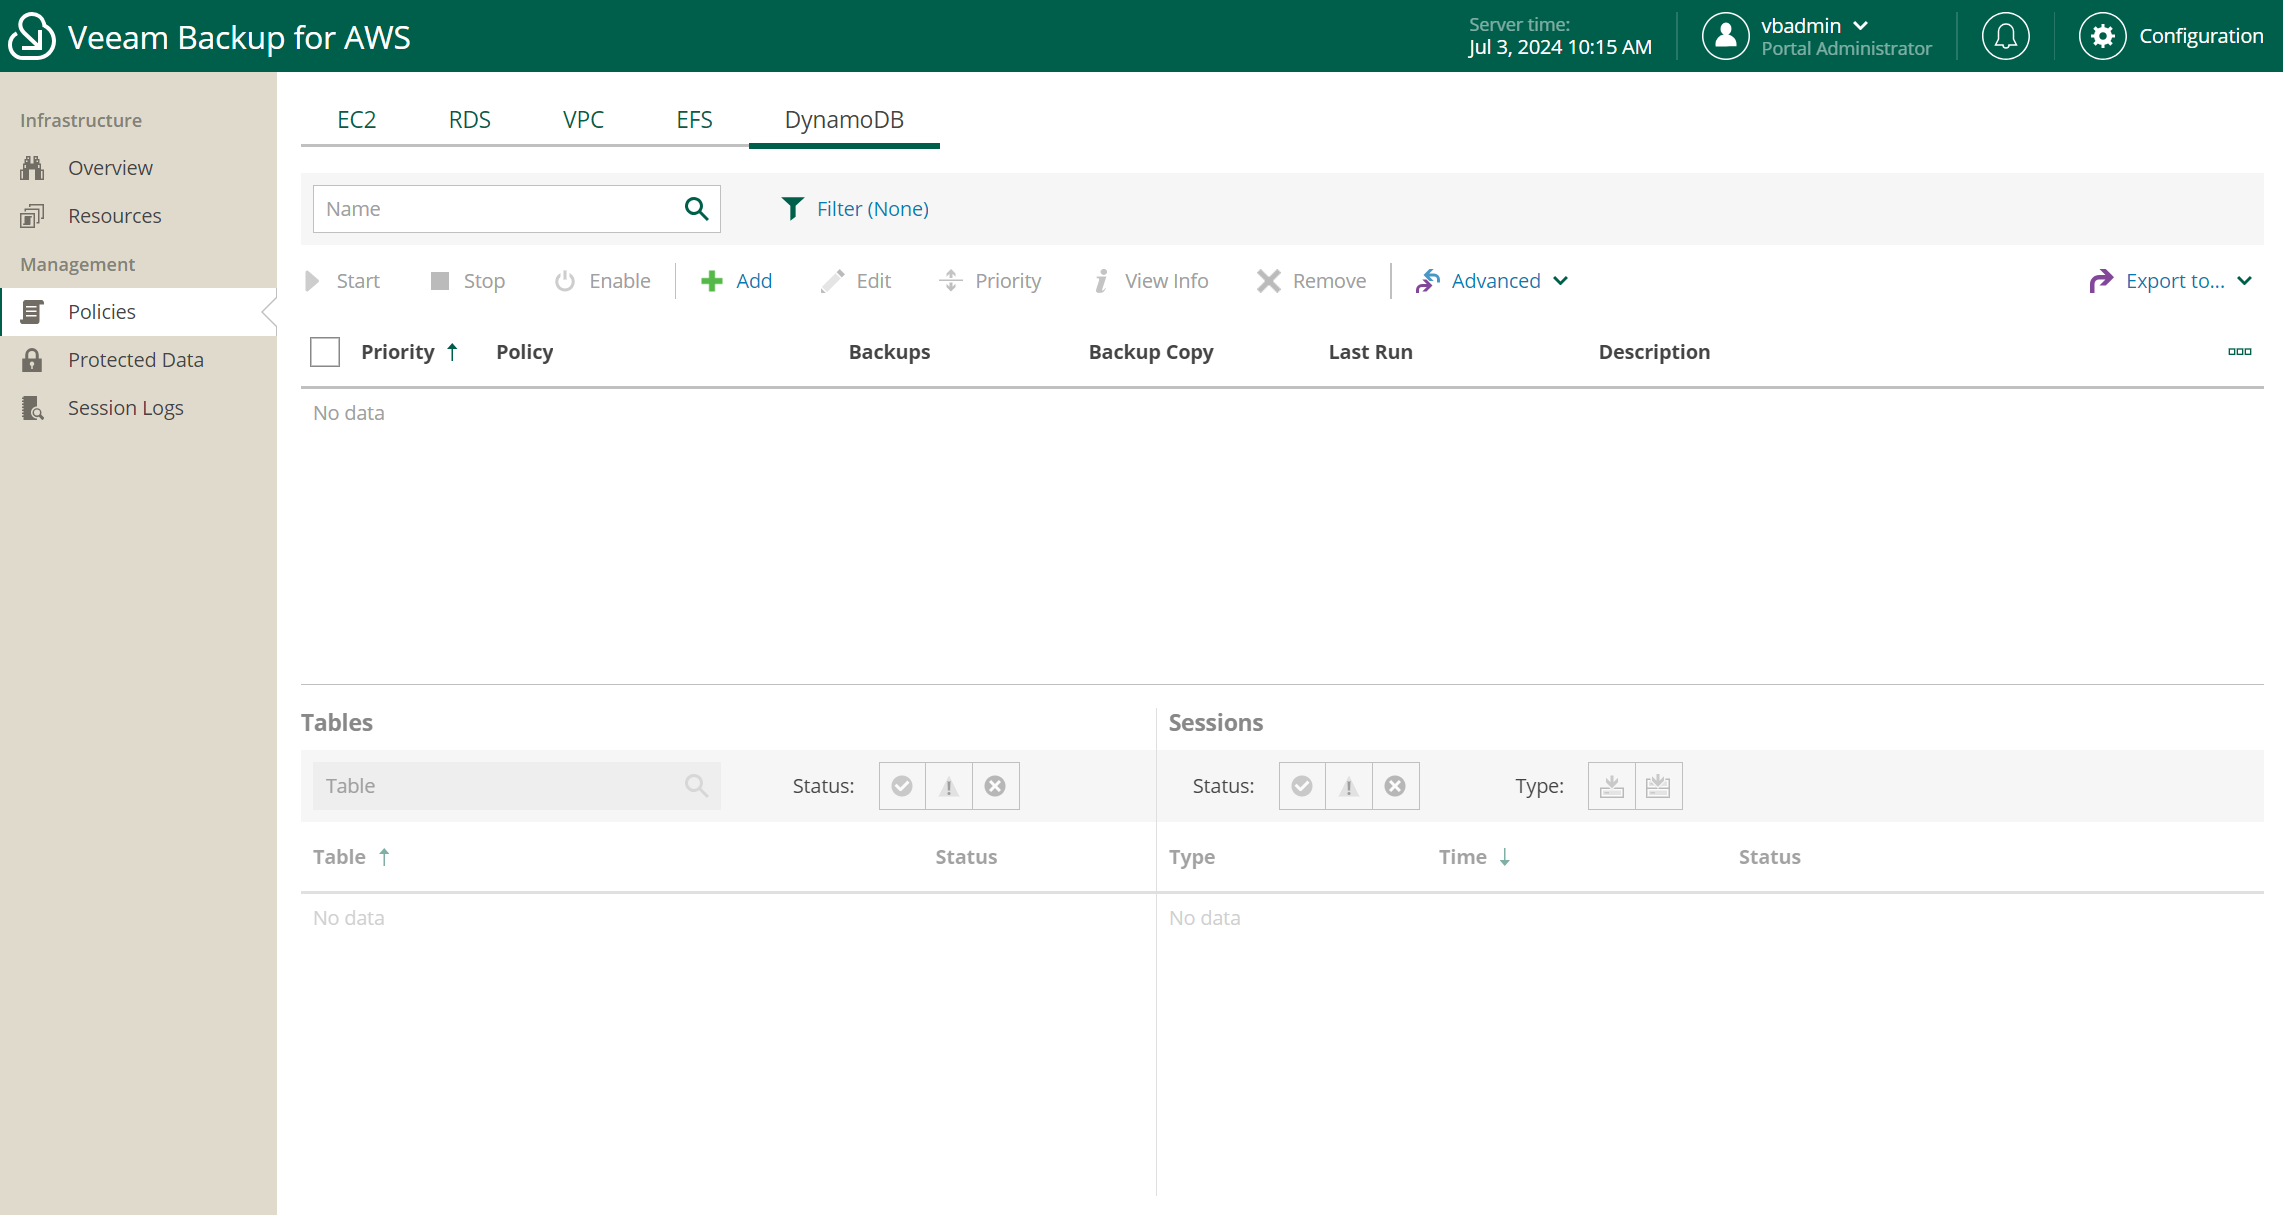 Veeam Backup for AWS
Server time:
Jul 3, 2024 10:15 AM
vbadmin
Portal Administrator
Configuration
Infrastructure
Overview
Resources
Management
Policies
Protected Data
Session Logs
EC2 RDS VPC EFS DynamoDB
Name
Filter (None)
Start Stop Enable Add Edit Priority View Info Remove Advanced Export to...
Priority Policy Backups Backup Copy Last Run Description
No data
Tables
Table Status:
Table Status
No data
Sessions
Status: Type:
Type Time Status
No data